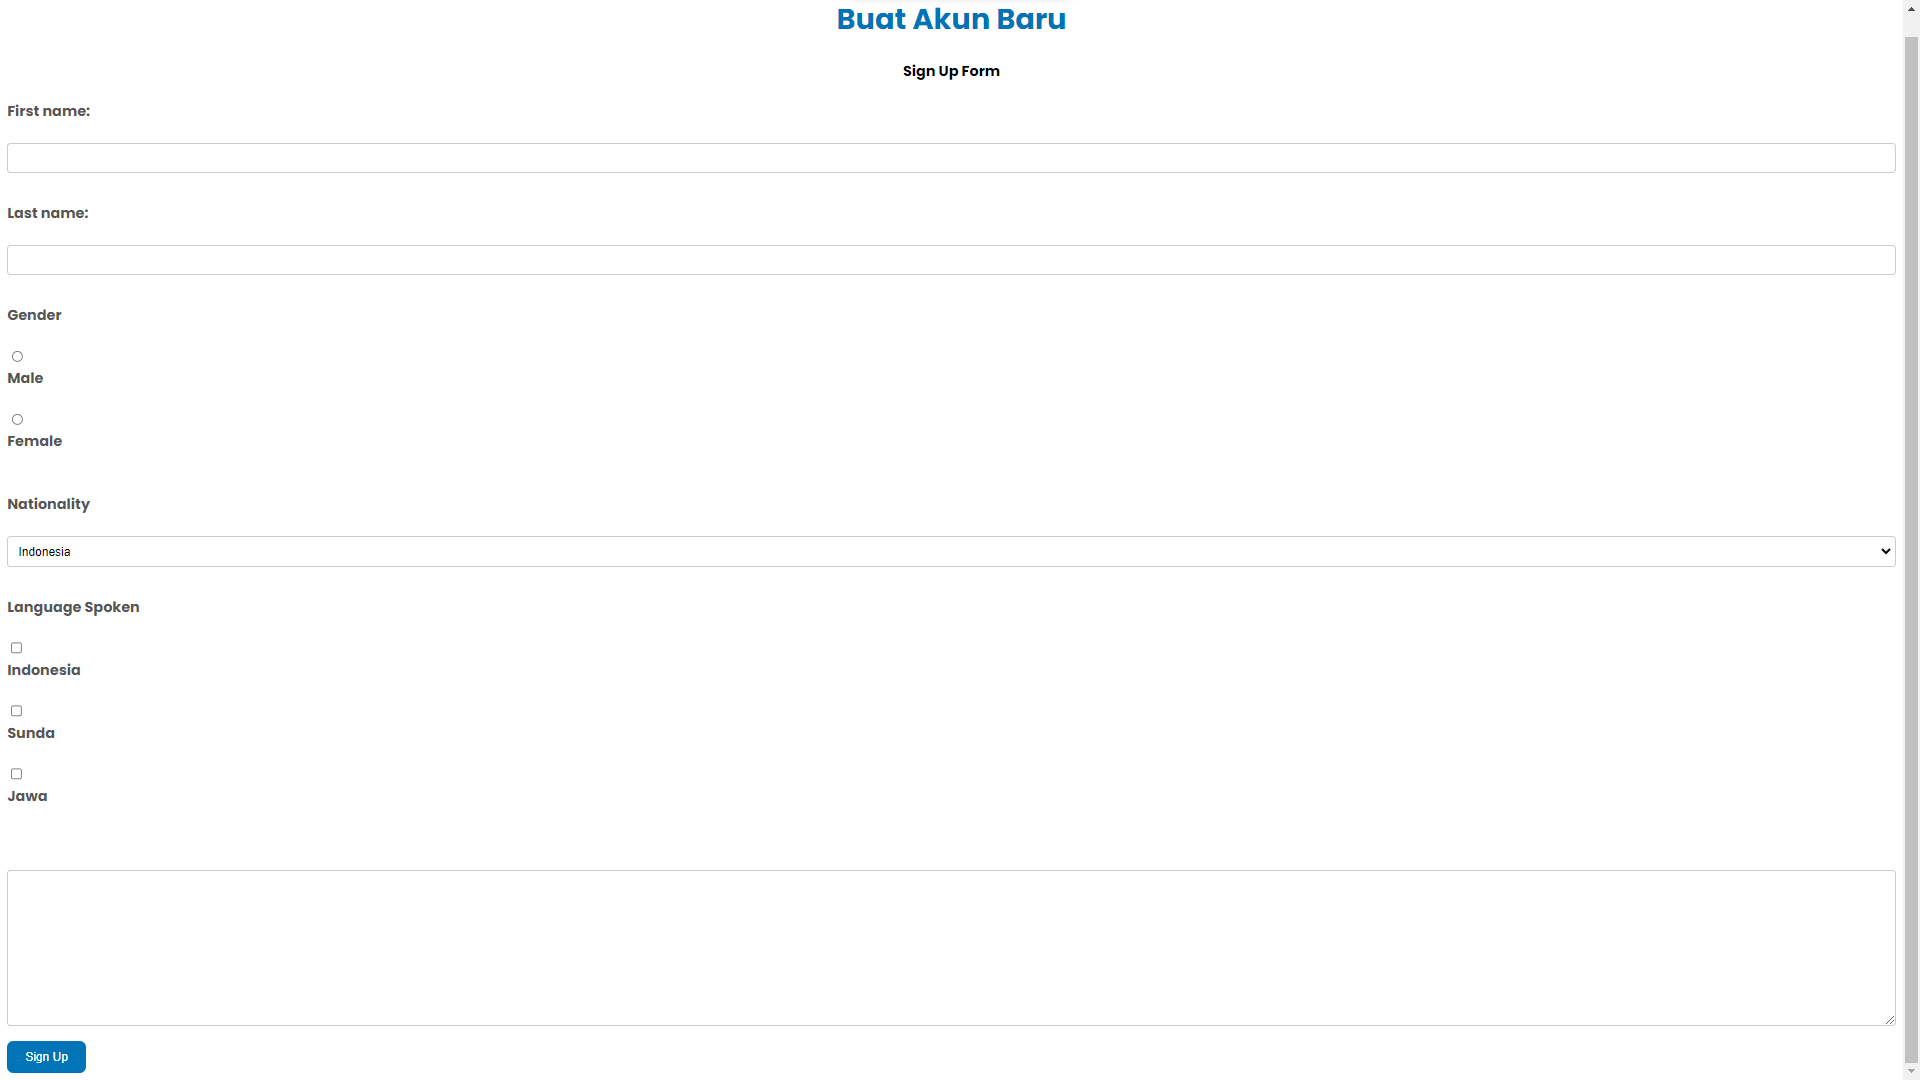 Buat Akun Baru
Sign Up Form
First name:
Last name:
Gender
Male
Female
Nationality
Indonesia
Language Spoken
Indonesia
Sunda
Jawa
Sign Up